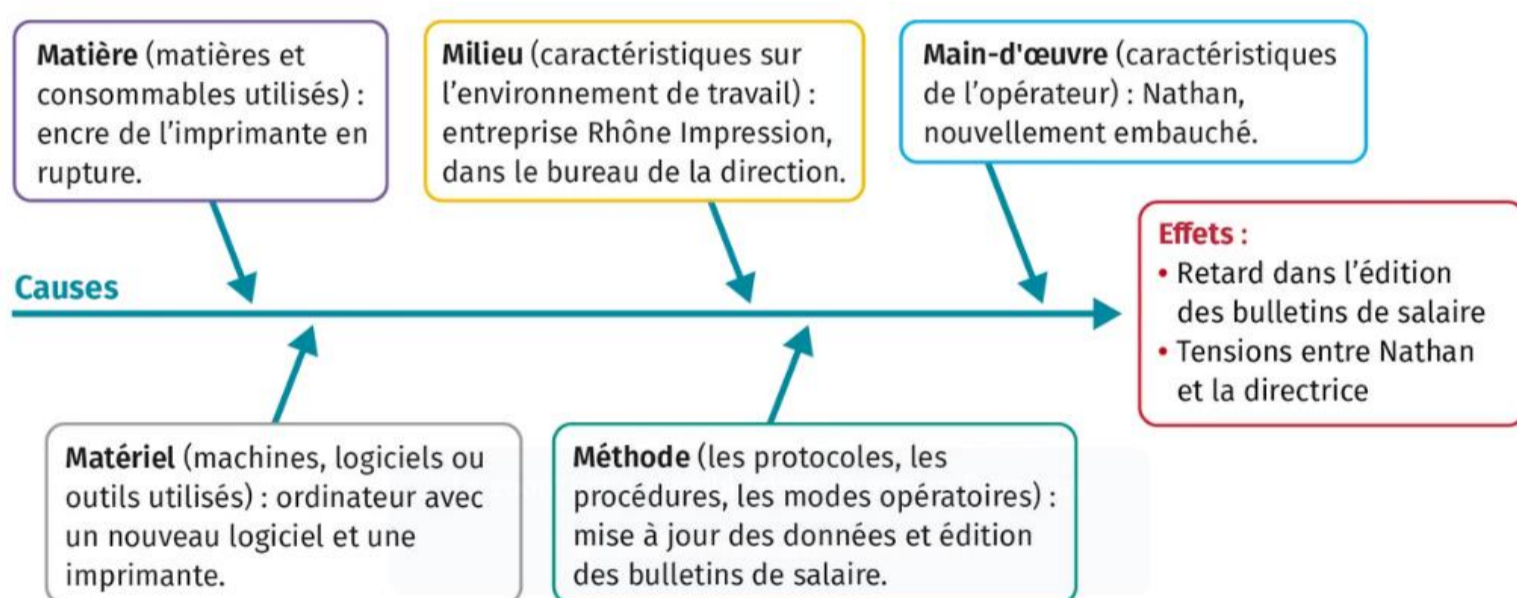 Matière (matières et
consommables utilisés) :
encre de l'imprimante en
rupture.
Milieu (caractéristiques sur
l'environnement de travail) :
entreprise Rhône Impression,
dans le bureau de la direction.
Main-d'œuvre (caractéristiques
de l'opérateur) : Nathan,
nouvellement embauché.
Causes
Effets :
• Retard dans l'édition
des bulletins de salaire
• Tensions entre Nathan
et la directrice
Matériel (machines, logiciels ou
outils utilisés) : ordinateur avec
un nouveau logiciel et une
imprimante.
Méthode (les protocoles, les
procédures, les modes opératoires) :
mise à jour des données et édition
des bulletins de salaire.